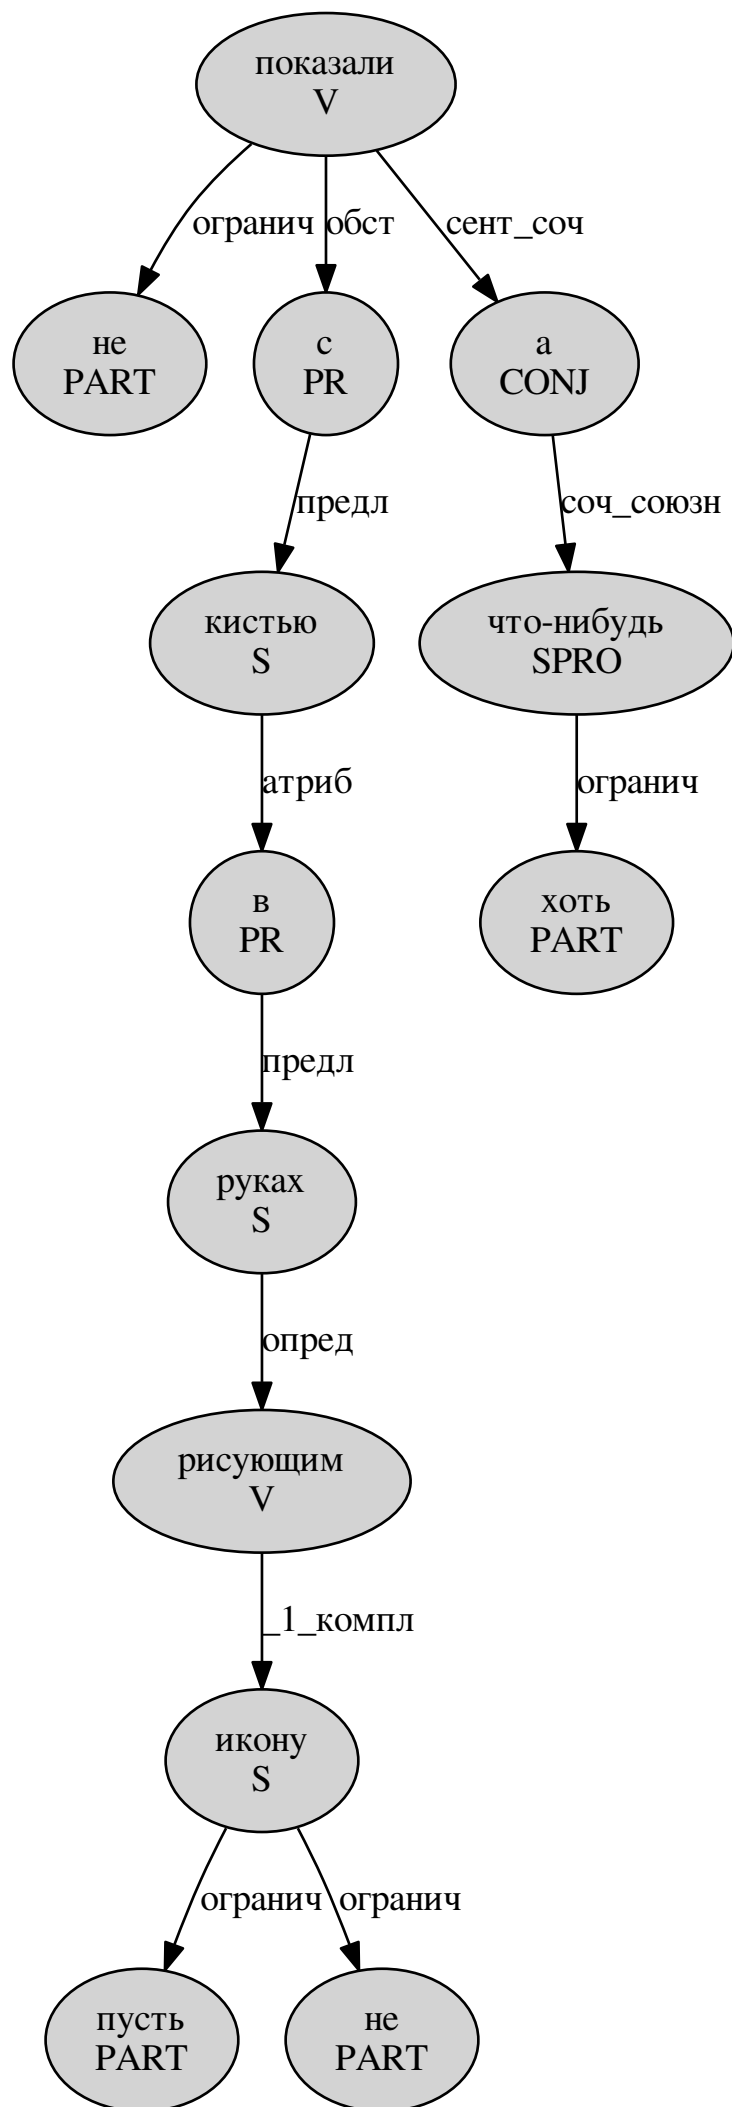 показали
V
огранич обст сент_соч
не
PART
с
PR
а
CONJ
предл соч_союзн
кистью
S
что-нибудь
SPRO
атриб огранич
в
PR
хоть
PART
предл
руках
S
опред
рисующим
V
_1_компл
икону
S
огранич огранич
пусть
PART
не
PART